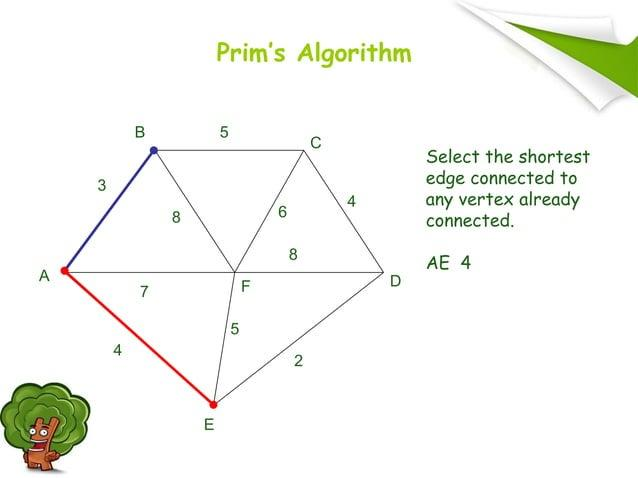 Prim's Algorithm
B
5
C
3
8
6
4
8
A
7
F
D
5
4
2
E
Select the shortest
edge connected to
any vertex already
connected.
AE 4